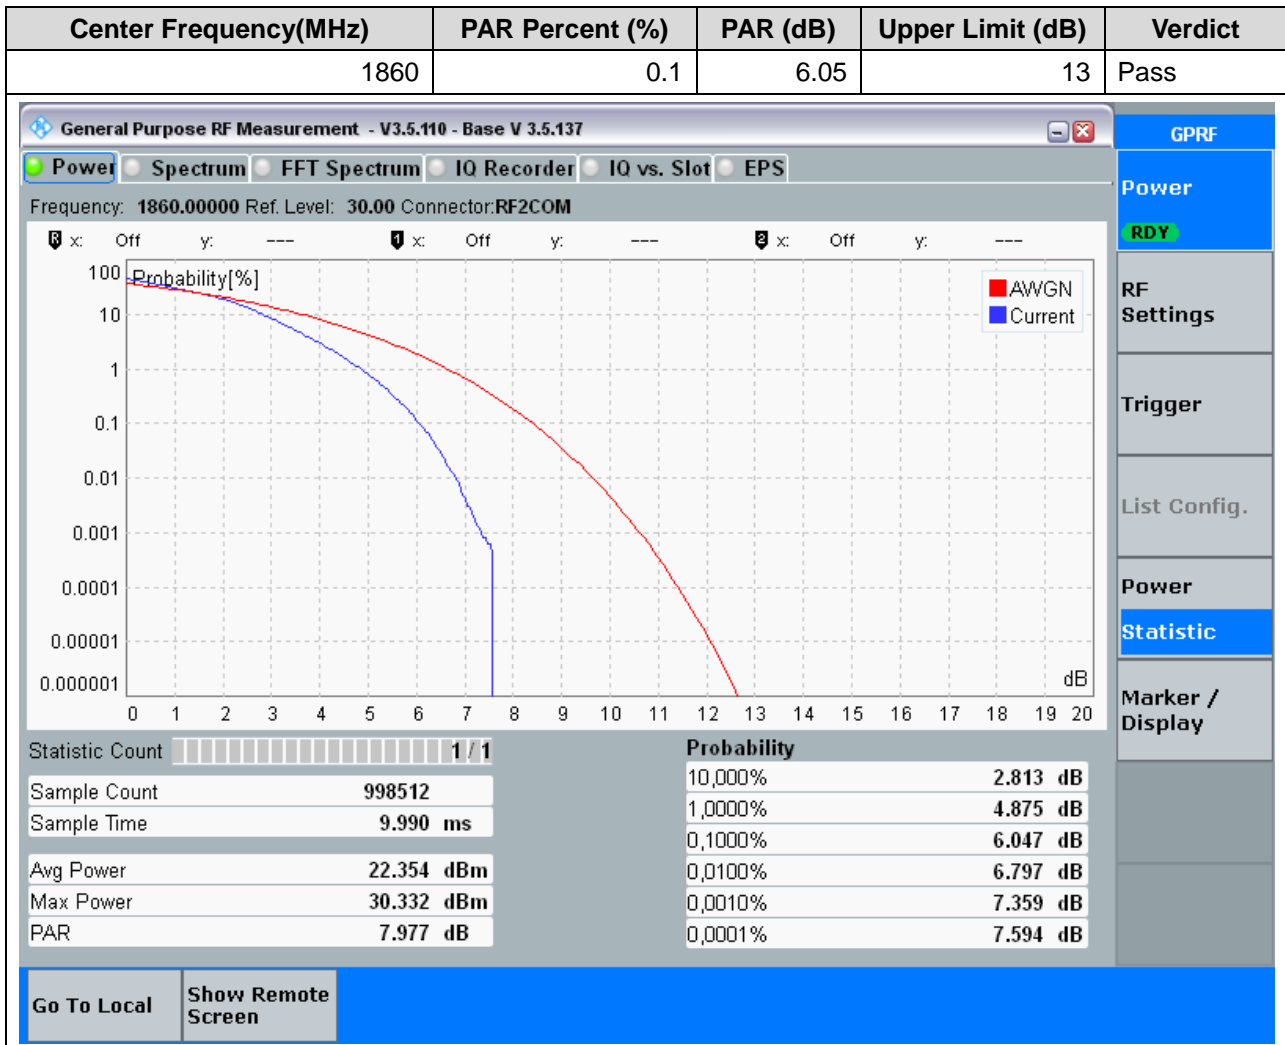 Center Frequency(MHz) PAR Percent (%) PAR (dB) Upper Limit (dB) Verdict
1860 0.1 6.05 13 Pass
General Purpose RF Measurement - V3.5.110 - Base V 3.5.137
GPRF
Power Spectrum FFT Spectrum IQ Recorder IQ vs. Slot EPS
Power
RDY
Frequency: 1860.00000 Ref. Level: 30.00 Connector:RF2COM
R x: Off y: --- 1 x: Off y: --- 2 x: Off y: ---
Probability[%]
100
10
1
0.1
0.01
0.001
0.0001
0.00001
0.000001
AWGN
Current
dB
0 1 2 3 4 5 6 7 8 9 10 11 12 13 14 15 16 17 18 19 20
RF
Settings
Trigger
List Config.
Power
Statistic
Marker /
Display
Statistic Count 1 / 1
Sample Count 998512
Sample Time 9.990 ms
Avg Power 22.354 dBm
Max Power 30.332 dBm
PAR 7.977 dB
Probability
10,000% 2.813 dB
1,0000% 4.875 dB
0,1000% 6.047 dB
0,0100% 6.797 dB
0,0010% 7.359 dB
0,0001% 7.594 dB
Go To Local
Show Remote
Screen